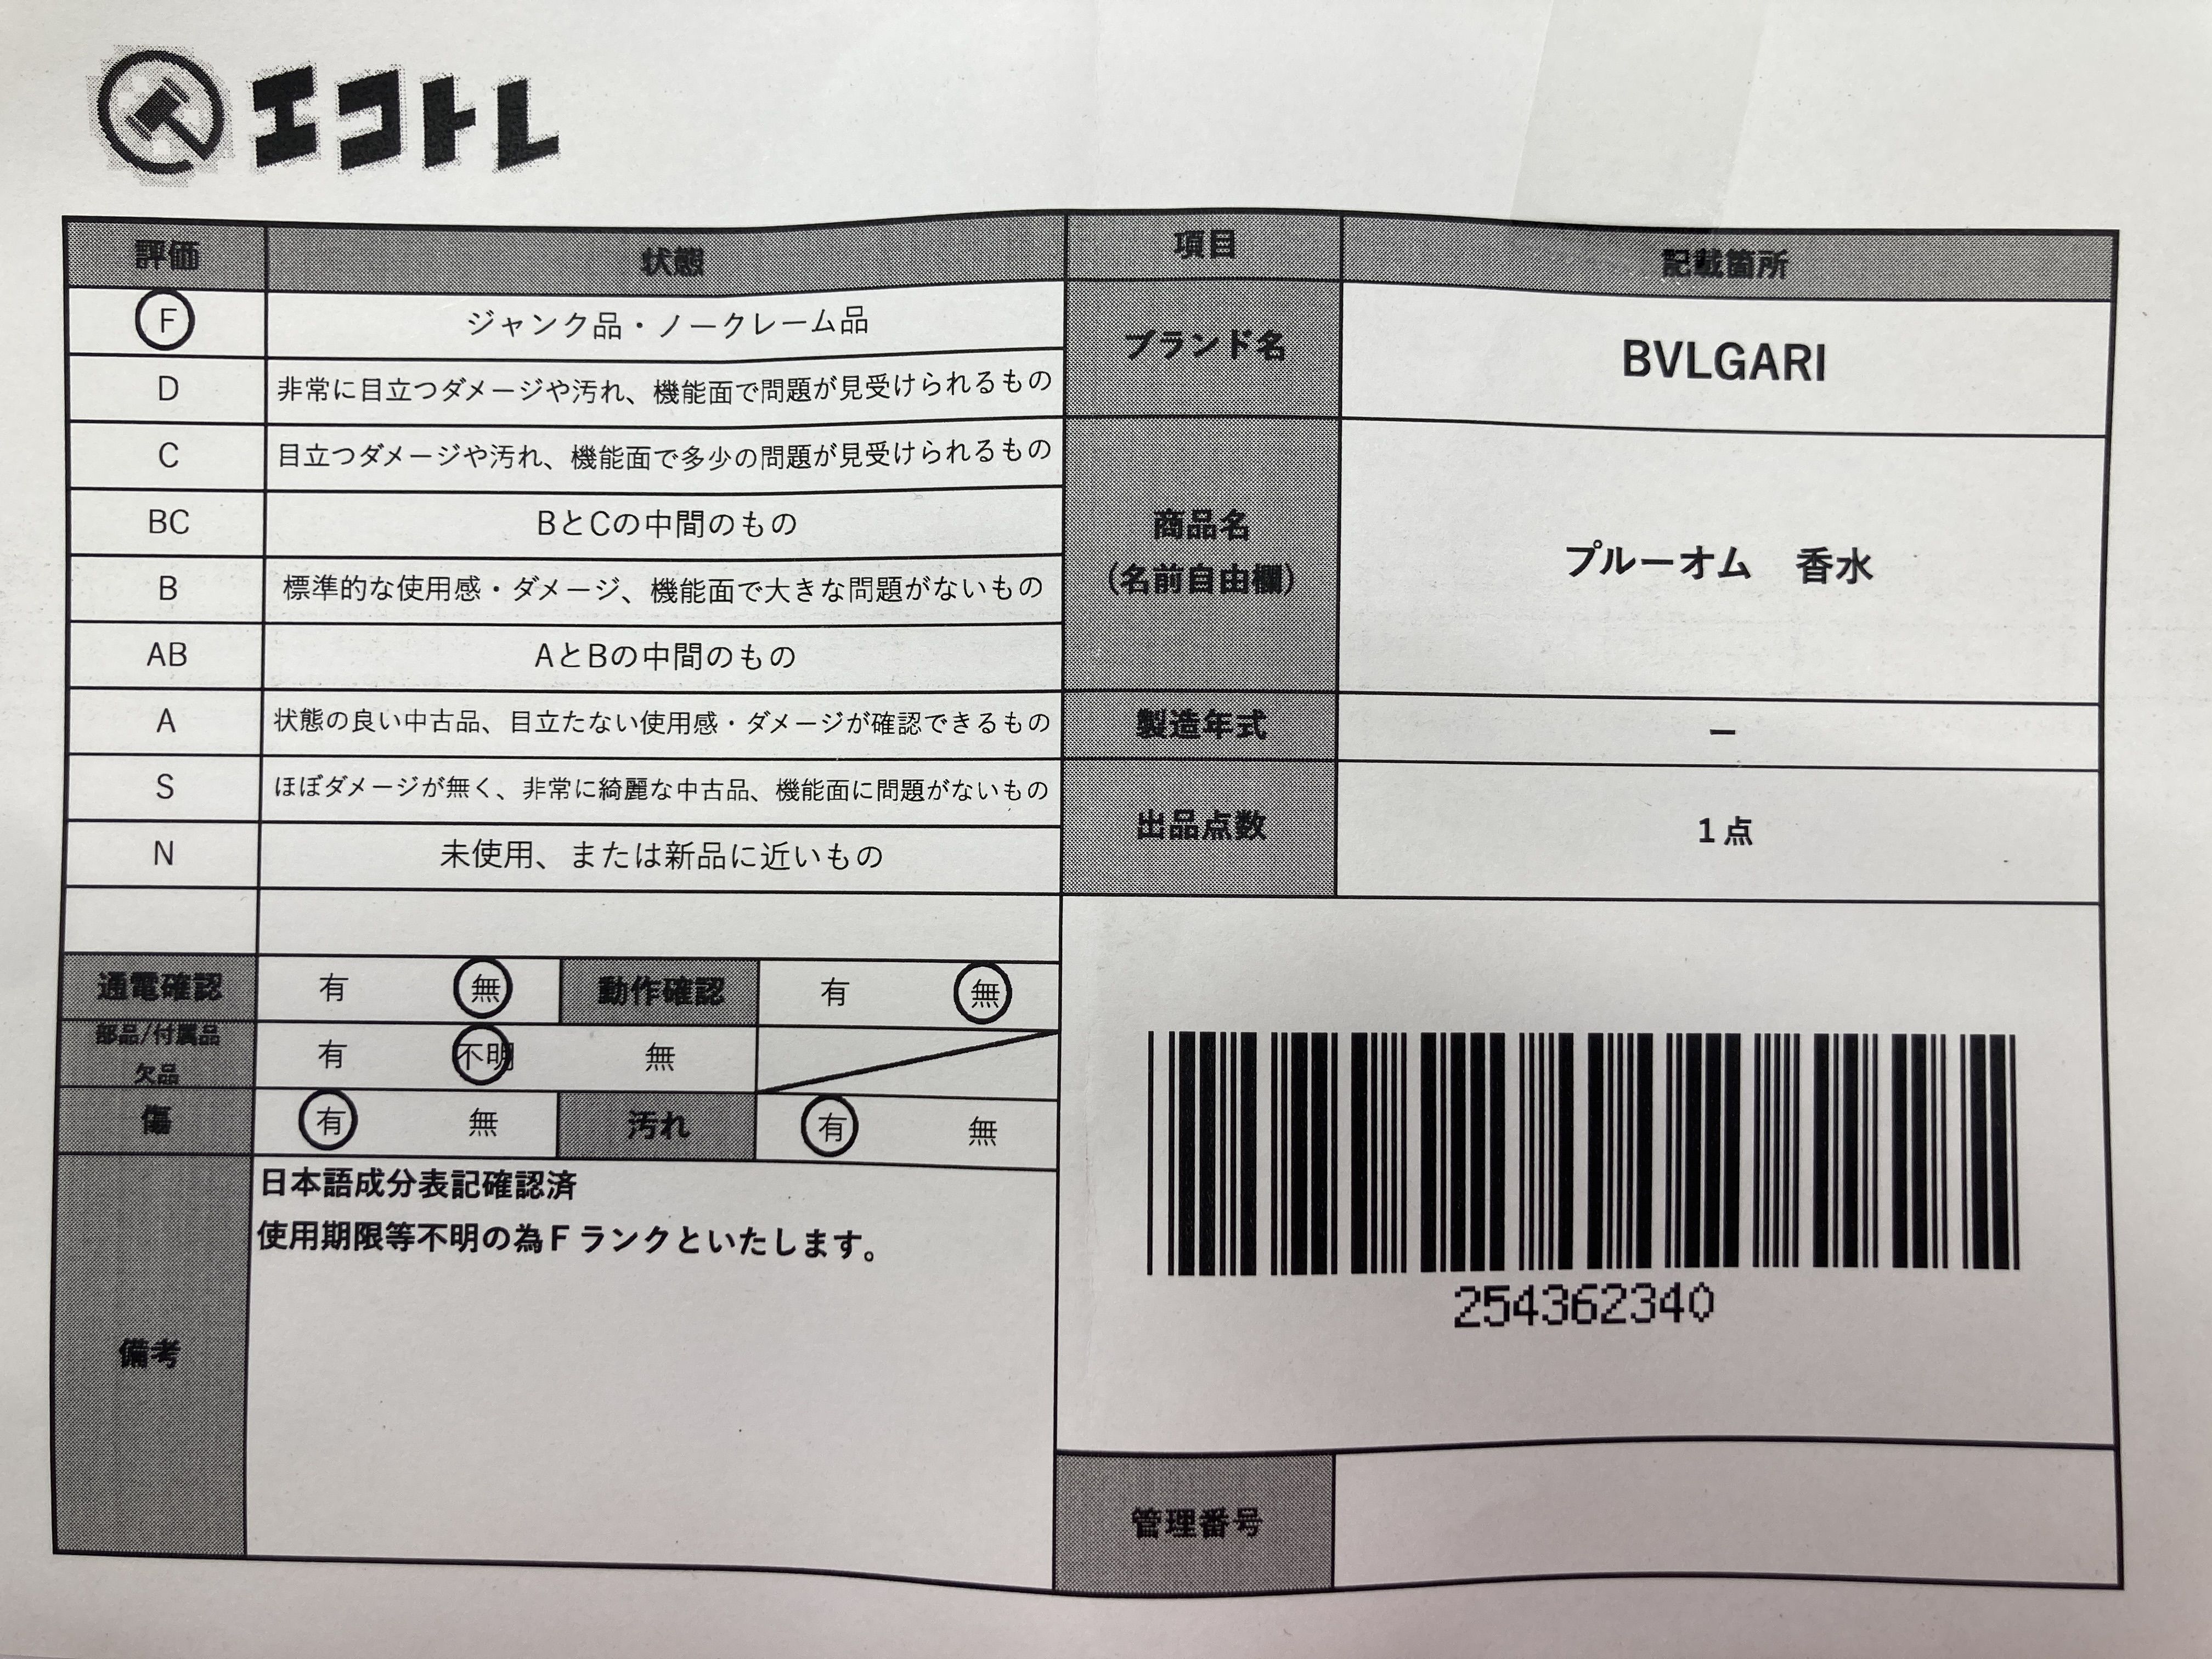 エコトレ
評価 状態 項目 記載箇所
F ジャンク品・ノークレーム品
D 非常に目立つダメージや汚れ、機能面で問題が見受けられるもの
C 目立つダメージや汚れ、機能面で多少の問題が見受けられるもの
BC BとCの中間のもの
B 標準的な使用感・ダメージ、機能面で大きな問題がないもの
AB AとBの中間のもの
A 状態の良い中古品、目立たない使用感・ダメージが確認できるもの
S ほぼダメージが無く、非常に綺麗な中古品、機能面に問題がないもの
N 未使用、または新品に近いもの
ブランド名 BVLGARI
商品名
(名前自由欄)
プルーオム 香水
製造年式 ー
出品点数 1点
通電確認 有 無 動作確認 有 無
部品/付属品
欠品
有 不明 無
傷 有 無 汚れ 有 無
備考
日本語成分表記確認済
使用期限等不明の為Fランクといたします。
254362340
管理番号